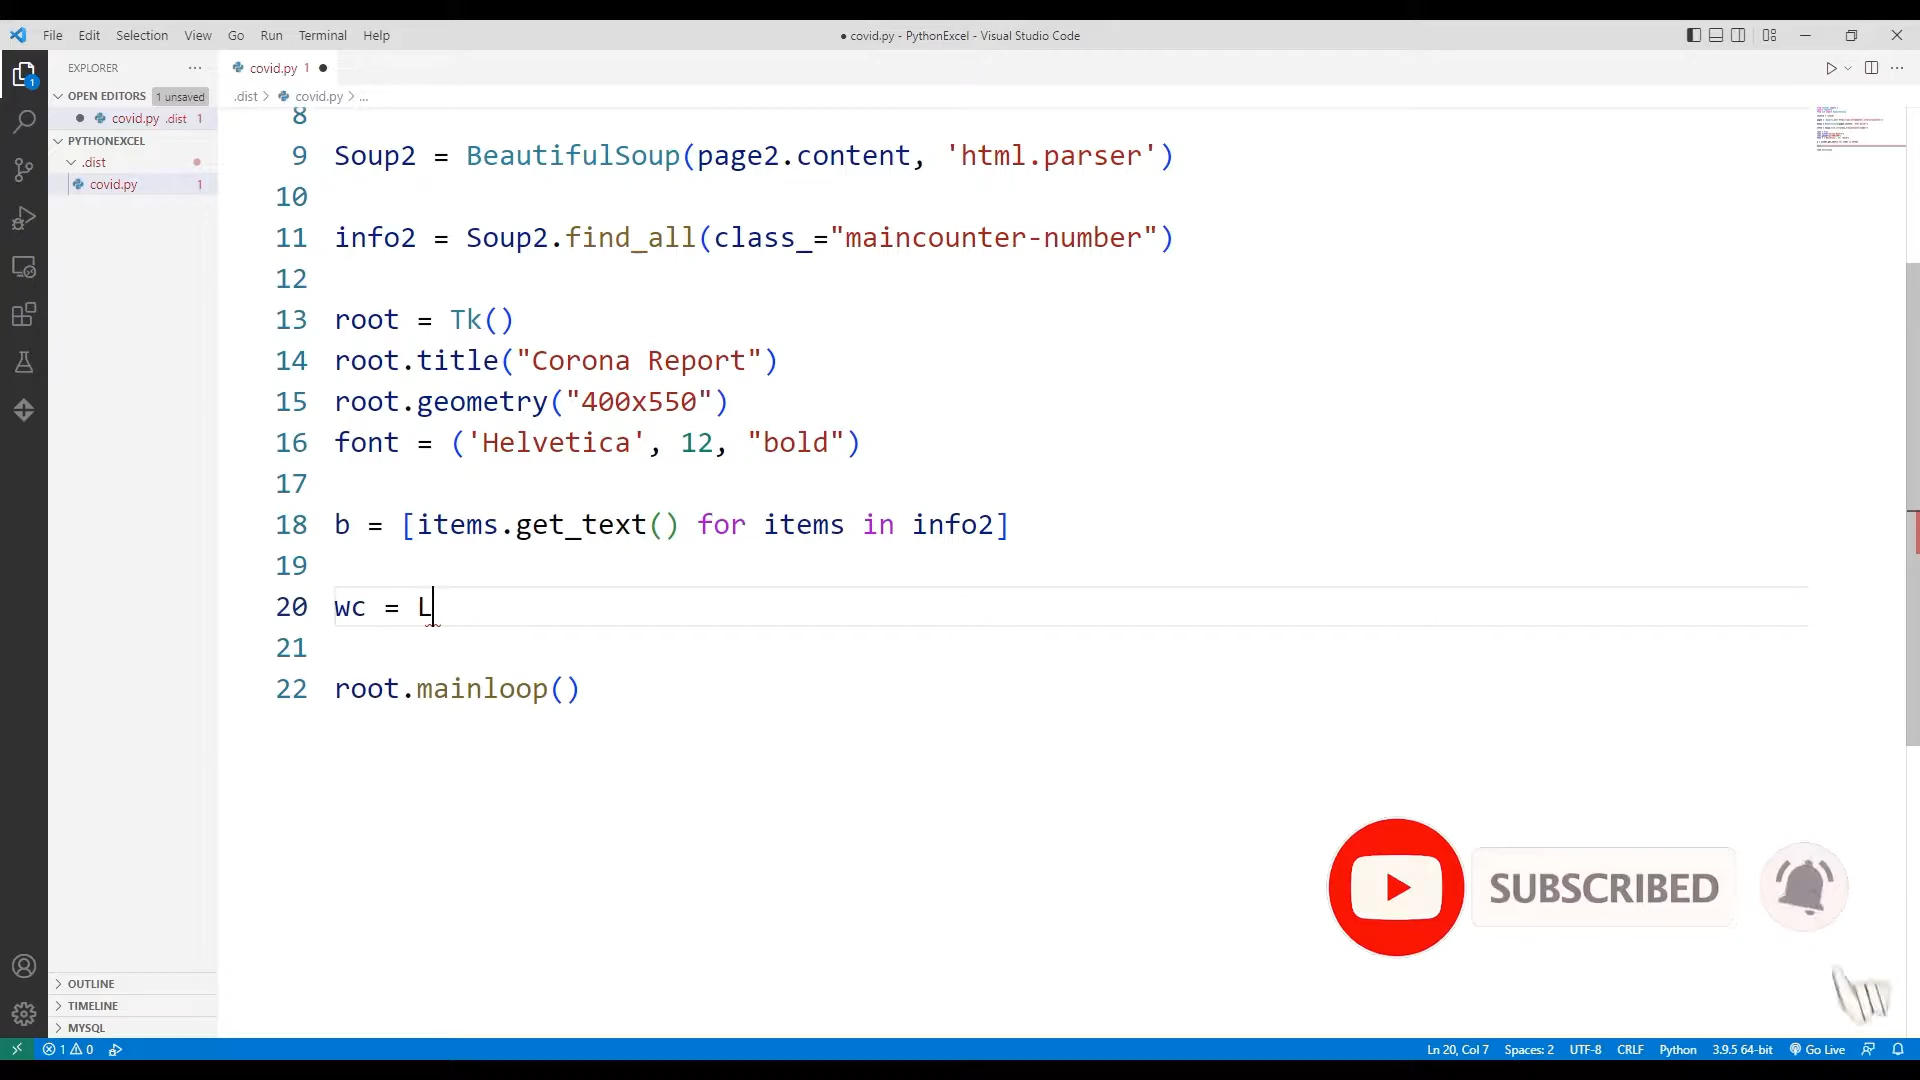 File Edit Selection View Go Run Terminal Help
● covid.py - PythonExcel - Visual Studio Code
EXPLORER ...
covid.py 1 ●
OPEN EDITORS 1 unsaved
.dist > covid.py > ...
● covid.py .dist 1
PYTHONEXCEL
.dist
covid.py 1
8
9 Soup2 = BeautifulSoup(page2.content, 'html.parser')
10
11 info2 = Soup2.find_all(class_="maincounter-number")
12
13 root = Tk()
14 root.title("Corona Report")
15 root.geometry("400x550")
16 font = ('Helvetica', 12, "bold")
17
18 b = [items.get_text() for items in info2]
19
20 wc = L
21
22 root.mainloop()
SUBSCRIBED
OUTLINE
TIMELINE
MYSQL
1 0
Ln 20, Col 7 Spaces: 2 UTF-8 CRLF Python 3.9.5 64-bit Go Live